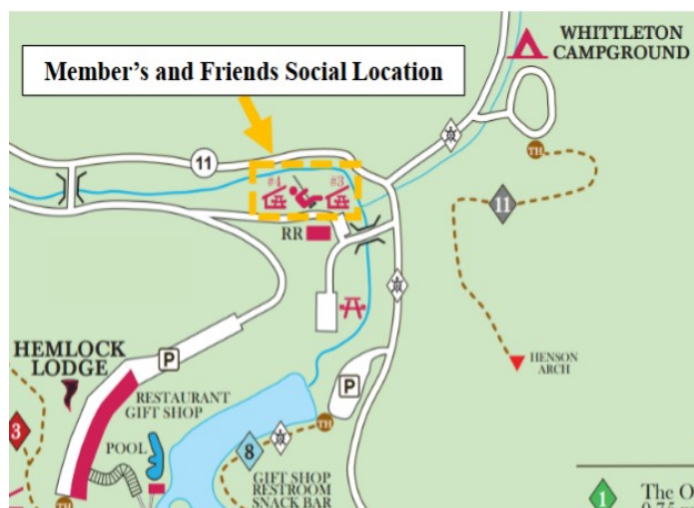 WHITTLETON
CAMPGROUND
Member's and Friends Social Location
11
#4
#3
TH
11
RR
HENSON
ARCH
P
HEMLOCK
LODGE
RESTAURANT
GIFT SHOP
P
3
TH
POOL
8
GIFT SHOP
RESTROOM
SNACK BAR
TH
1
The O